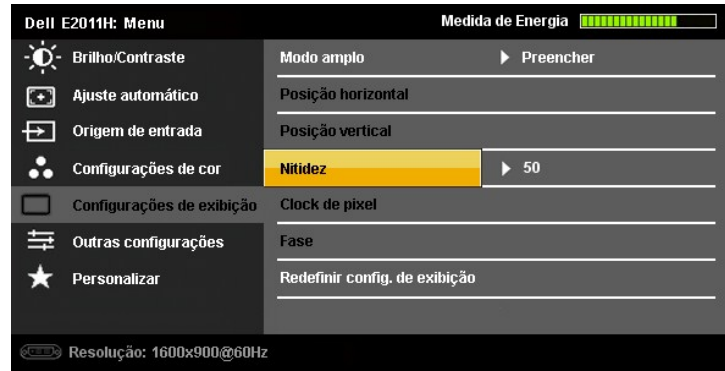 Dell E2011H: Menu
Medida de Energia
Brilho/Contraste
Modo amplo
Preencher
Ajuste automático
Posição horizontal
Origem de entrada
Posição vertical
Configurações de cor
Nitidez
50
Configurações de exibição
Clock de pixel
Outras configurações
Fase
Personalizar
Redefinir config. de exibição
Resolução: 1600x900@60Hz